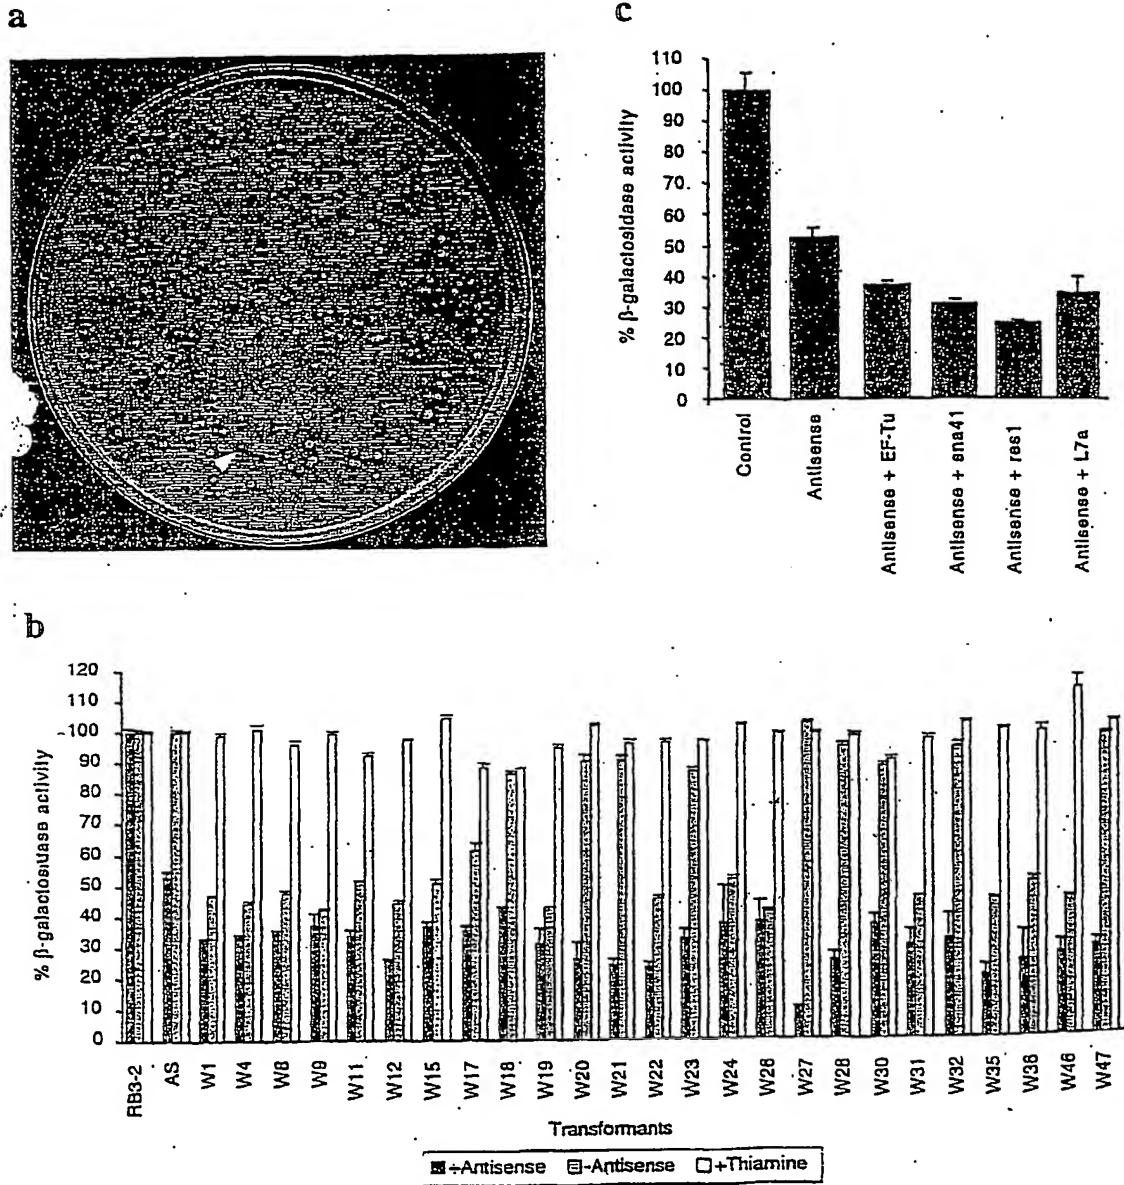 a
c
110
100
90
80
70
60
50
40
30
20
10
0
% β-galactosidase activity
Control
Antisense
Antisense + EF-Tu
Antisense + sna41
Antisense + res1
Antisense + L7a
b
120
110
100
90
80
70
60
50
40
30
20
10
0
% β-galactosidase activity
RB3-2
AS
W1
W4
W8
W9
W11
W12
W15
W17
W18
W19
W20
W21
W22
W23
W24
W26
W27
W28
W30
W31
W32
W35
W36
W46
W47
Transformants
+Antisense -Antisense +Thiamine